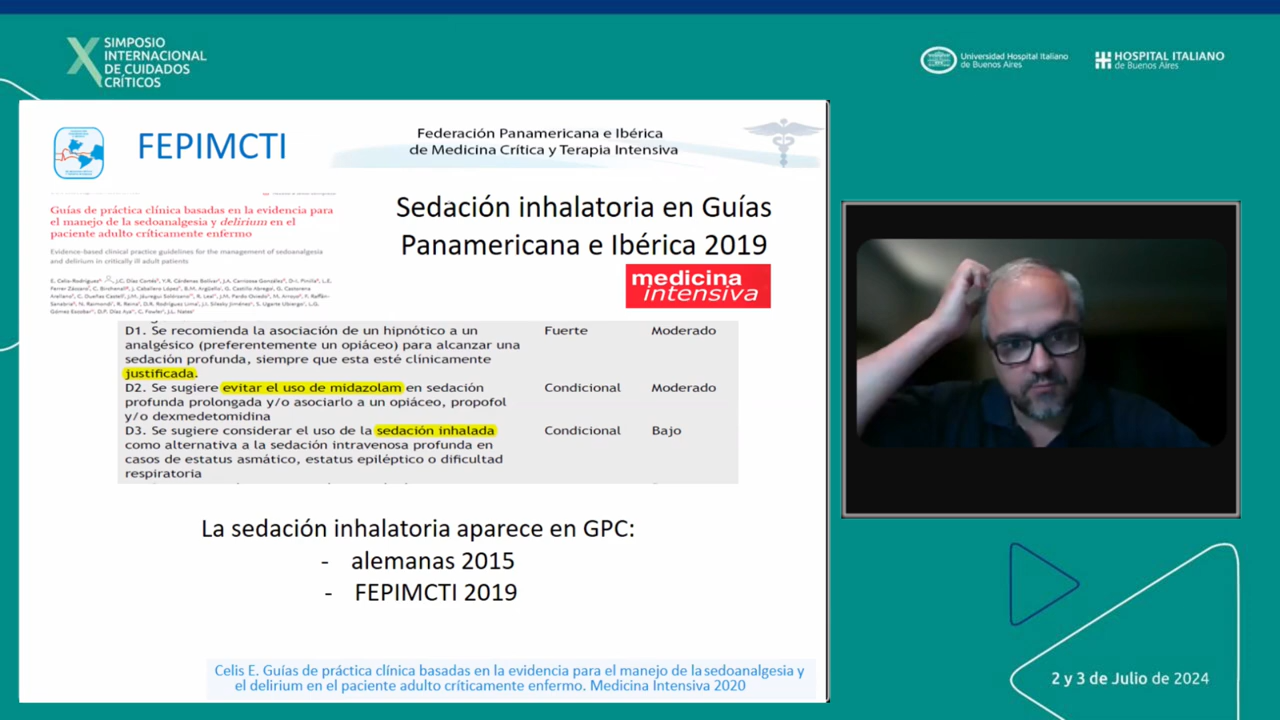 SIMPOSIO
INTERNACIONAL
DE CUIDADOS
CRÍTICOS
Universidad Hospital Italiano
de Buenos Aires
HOSPITAL ITALIANO
de Buenos Aires
FEPIMCTI
Federación Panamericana e Ibérica
de Medicina Crítica y Terapia Intensiva
Guías de práctica clínica basadas en la evidencia para
el manejo de la sedoanalgesia y delirium en el
paciente adulto críticamente enfermo
Evidence-based clinical practice guidelines for the management of sedoanalgesia
and delirium in critically ill adult patients
Sedación inhalatoria en Guías
Panamericana e Ibérica 2019
medicina
intensiva
D1. Se recomienda la asociación de un hipnótico a un Fuerte Moderado
analgésico (preferentemente un opiáceo) para alcanzar una
sedación profunda, siempre que esta esté clínicamente
justificada.
D2. Se sugiere evitar el uso de midazolam en sedación Condicional Moderado
profunda prolongada y/o asociarlo a un opiáceo, propofol
y/o dexmedetomidina
D3. Se sugiere considerar el uso de la sedación inhalada Condicional Bajo
como alternativa a la sedación intravenosa profunda en
casos de estatus asmático, estatus epiléptico o dificultad
respiratoria
La sedación inhalatoria aparece en GPC:
- alemanas 2015
- FEPIMCTI 2019
Celis E. Guías de práctica clínica basadas en la evidencia para el manejo de la sedoanalgesia y
el delirium en el paciente adulto críticamente enfermo. Medicina Intensiva 2020
2 y 3 de Julio de 2024